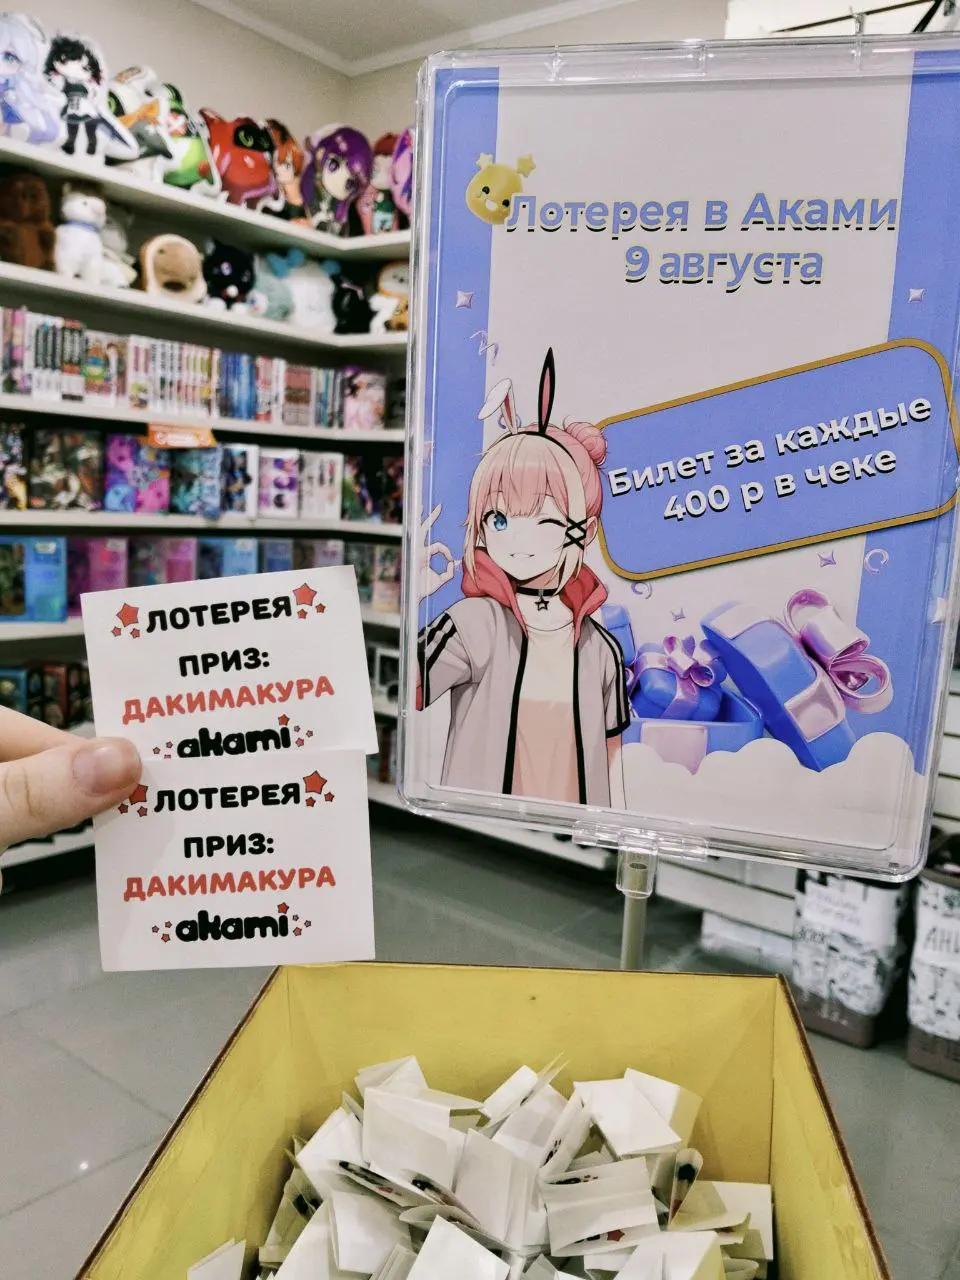 Лотерея в Аками
9 августа
Билет за каждые
400 р в чеке
ЛОТЕРЕЯ
ПРИЗ:
ДАКИМАКУРА
akami
ЛОТЕРЕЯ
ПРИЗ:
ДАКИМАКУРА
akami